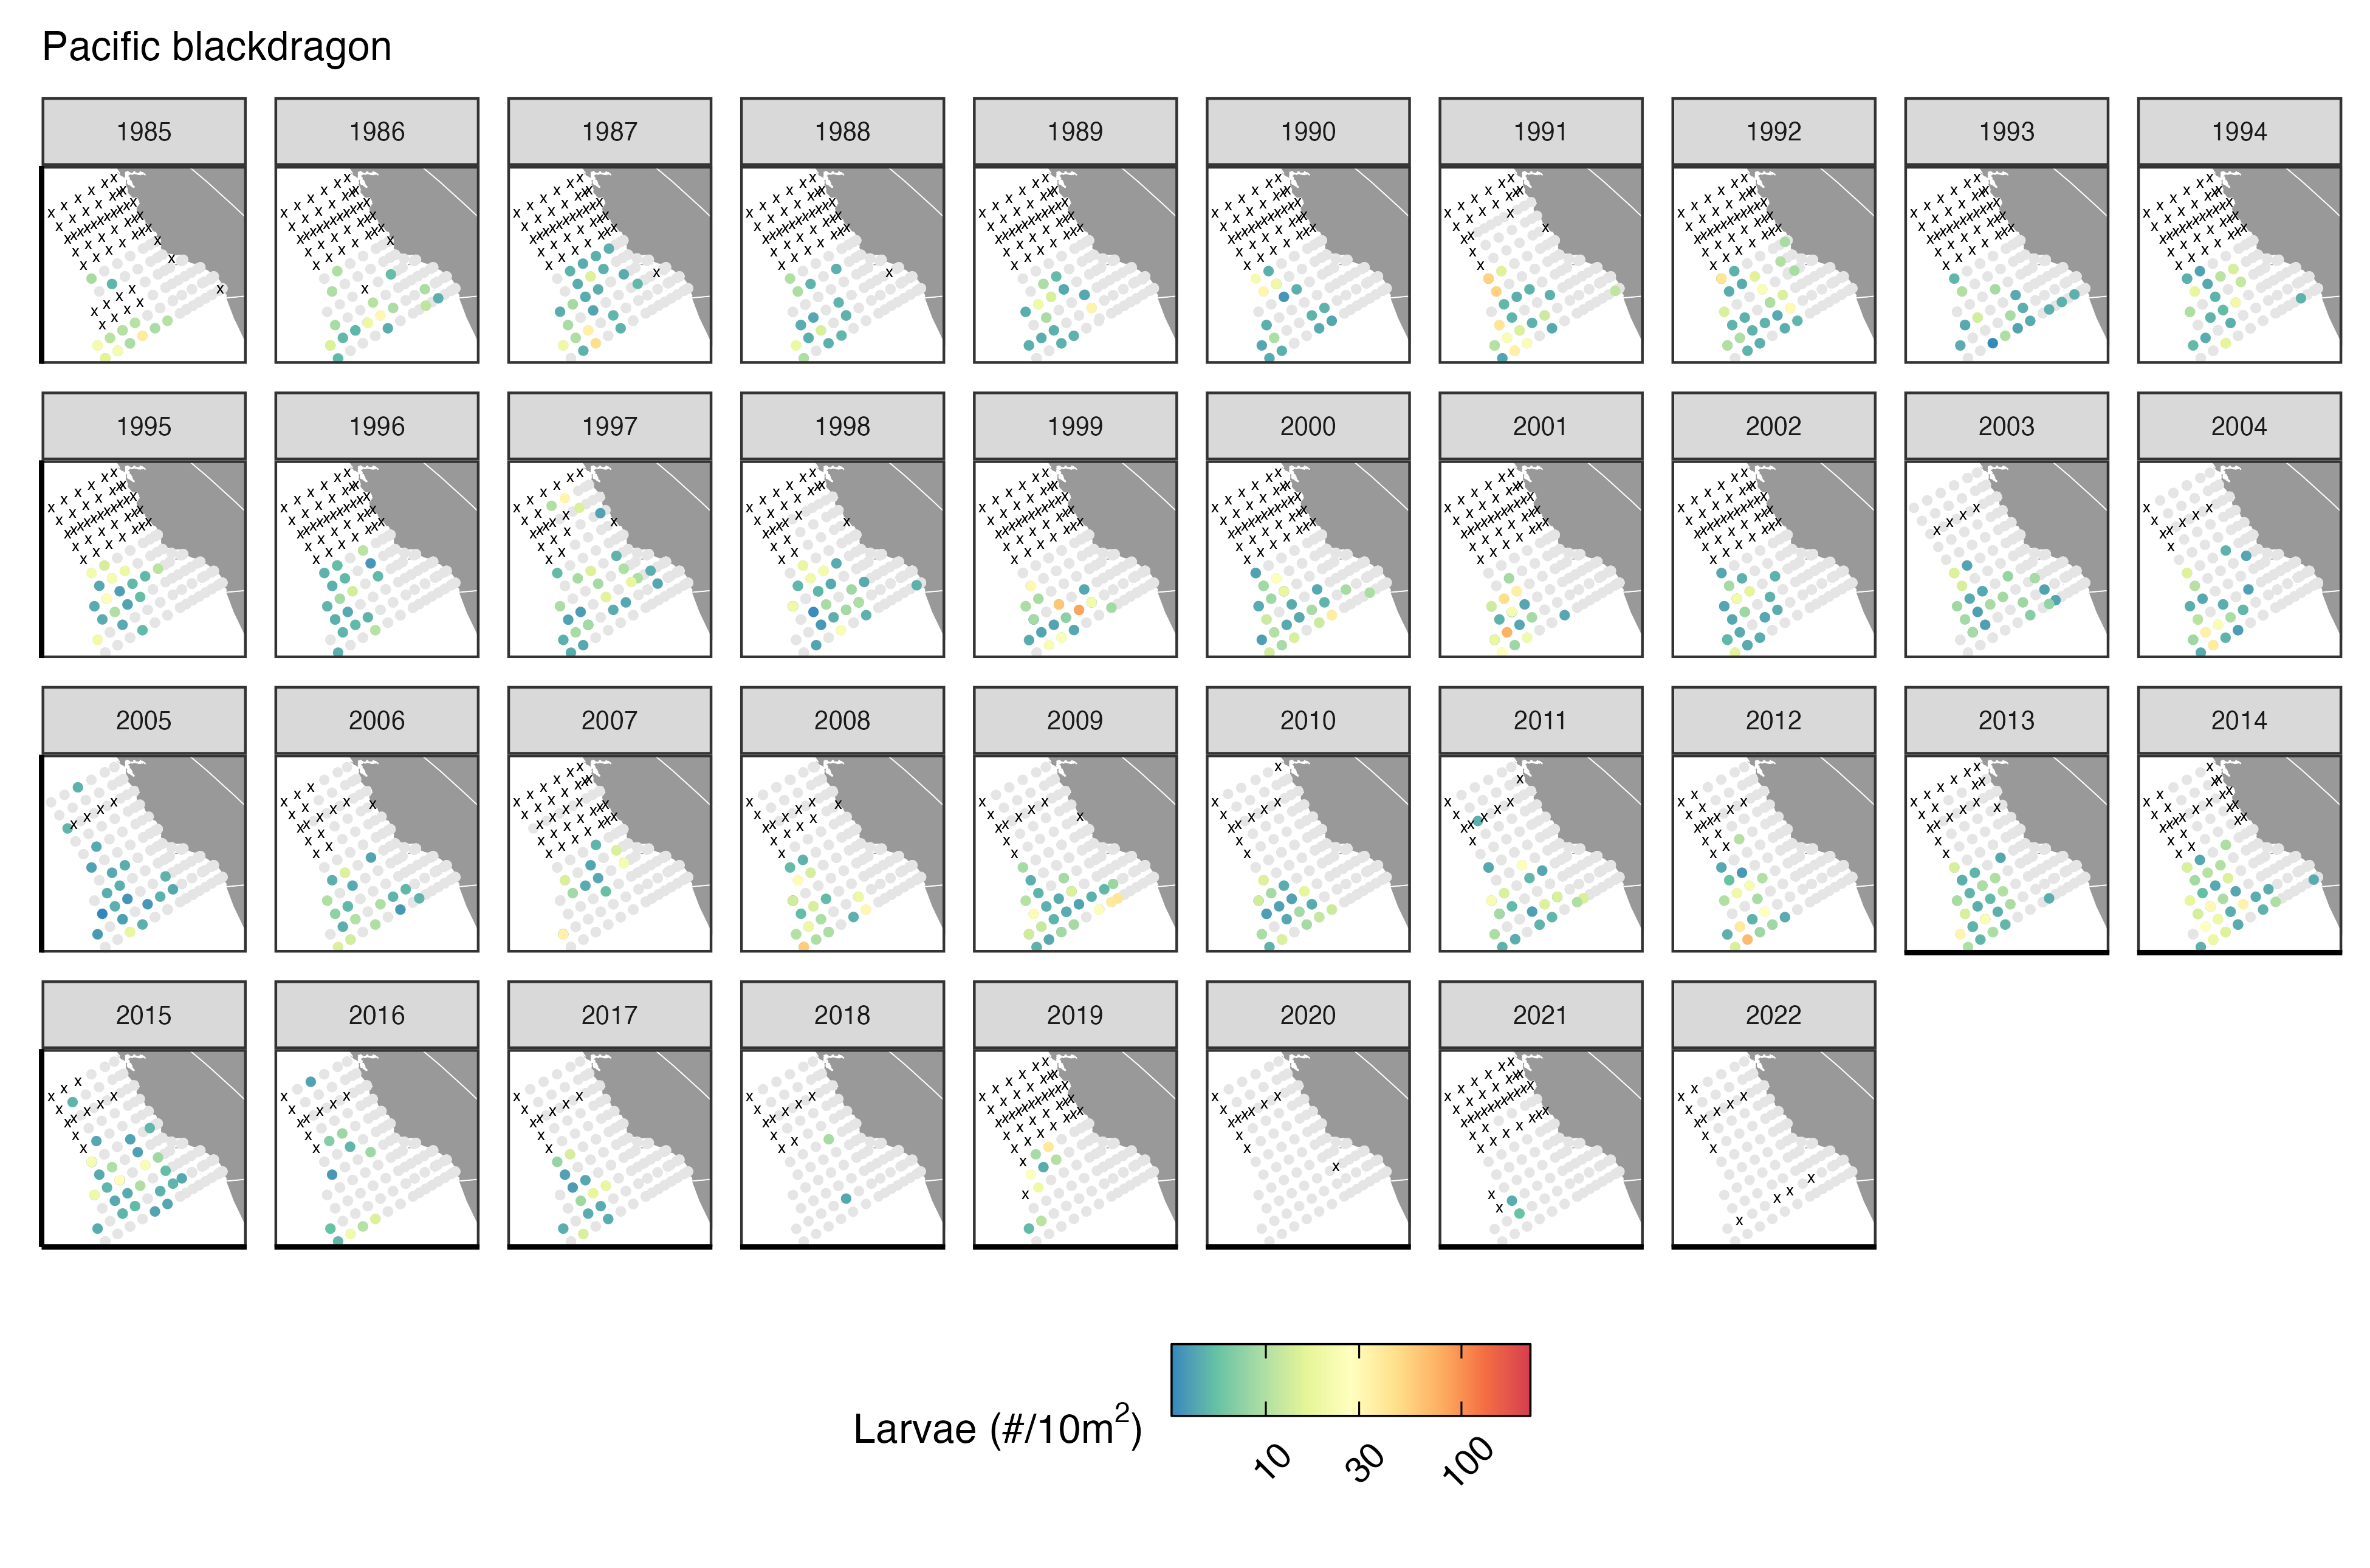 Pacific blackdragon
1985 1986 1987 1988 1989 1990 1991 1992 1993 1994
1995 1996 1997 1998 1999 2000 2001 2002 2003 2004
2005 2006 2007 2008 2009 2010 2011 2012 2013 2014
2015 2016 2017 2018 2019 2020 2021 2022
Larvae (#/10m²)
10 30 100